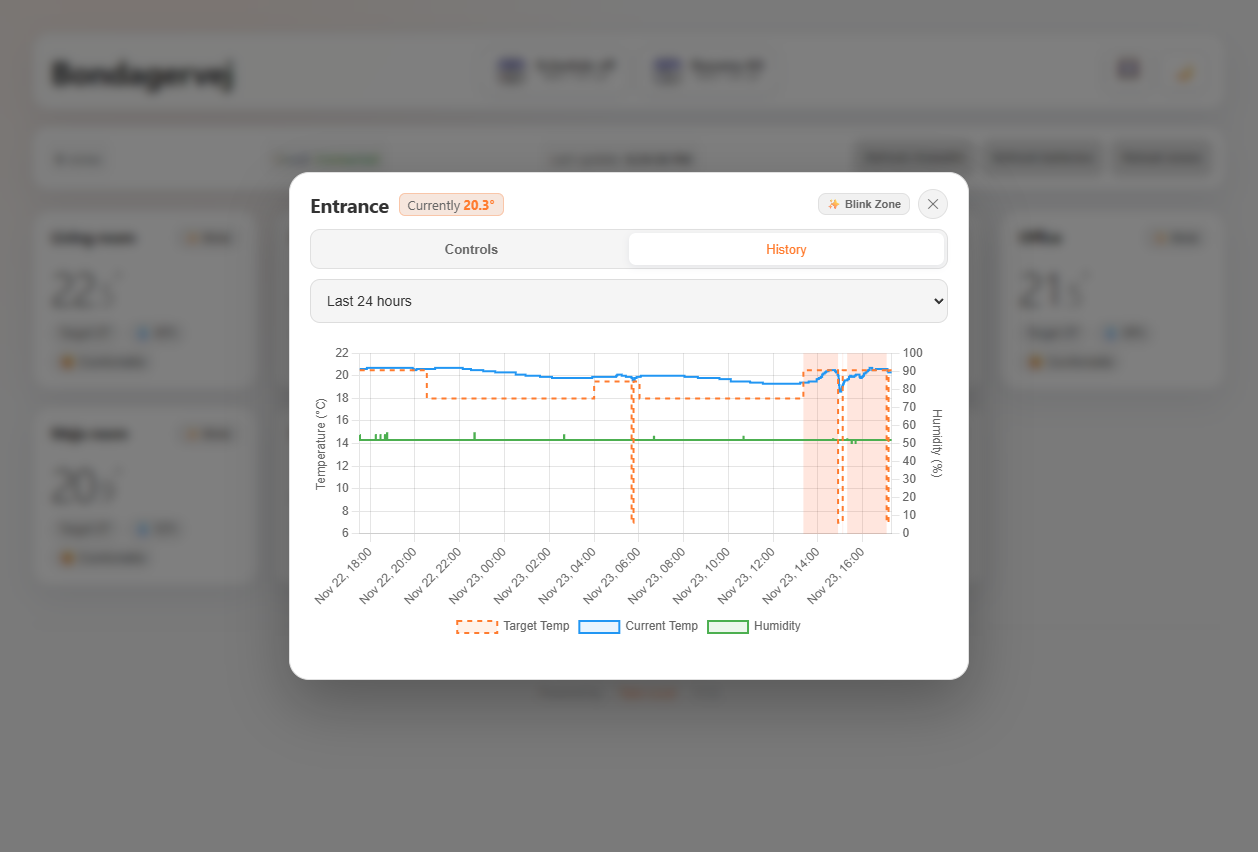 Bondagervej
Entrance
Currently 20.3°
✨ Blink Zone
Controls
History
Last 24 hours
Temperature (°C)
22
20
18
16
14
12
10
8
6
100
90
80
70
60
50
40
30
20
10
0
Humidity (%)
Nov 22, 18:00
Nov 22, 20:00
Nov 22, 22:00
Nov 23, 00:00
Nov 23, 02:00
Nov 23, 04:00
Nov 23, 06:00
Nov 23, 08:00
Nov 23, 10:00
Nov 23, 12:00
Nov 23, 14:00
Nov 23, 16:00
Target Temp
Current Temp
Humidity